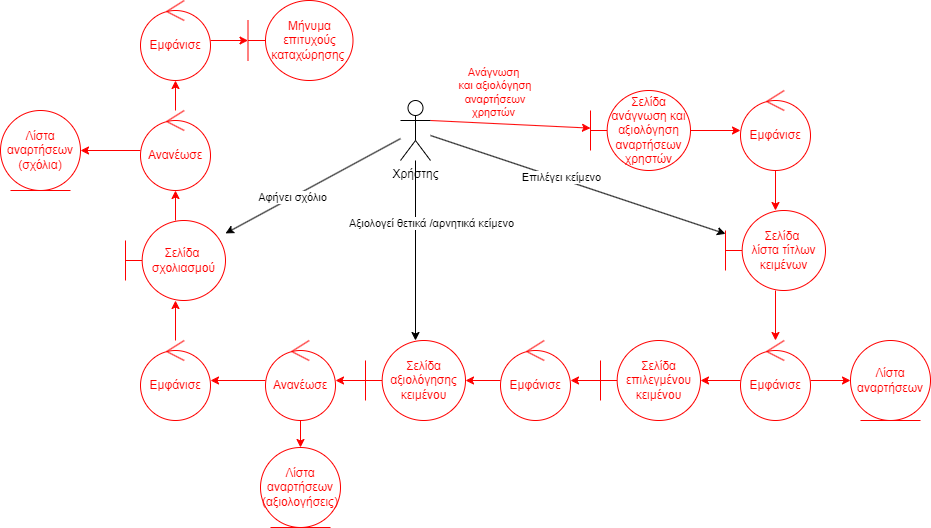 Μήνυμα
επιτυχούς
καταχώρησης
Εμφάνισε
Ανάγνωση
και αξιολόγηση
αναρτήσεων
χρηστών
Σελίδα
ανάγνωση και
αξιολόγηση
αναρτήσεων
χρηστών
Εμφάνισε
Λίστα
αναρτήσεων
(σχόλια)
Ανανέωσε
Χρήστης
Επιλέγει κείμενο
Αφήνει σχόλιο
Αξιολογεί θετικά /αρνητικά κείμενο
Σελίδα
σχολιασμού
Σελίδα
λίστα τίτλων
κειμένων
Εμφάνισε
Ανανέωσε
Σελίδα
αξιολόγησης
κειμένου
Εμφάνισε
Σελίδα
επιλεγμένου
κειμένου
Εμφάνισε
Λίστα
αναρτήσεων
Λίστα
αναρτήσεων
(αξιολογήσεις)